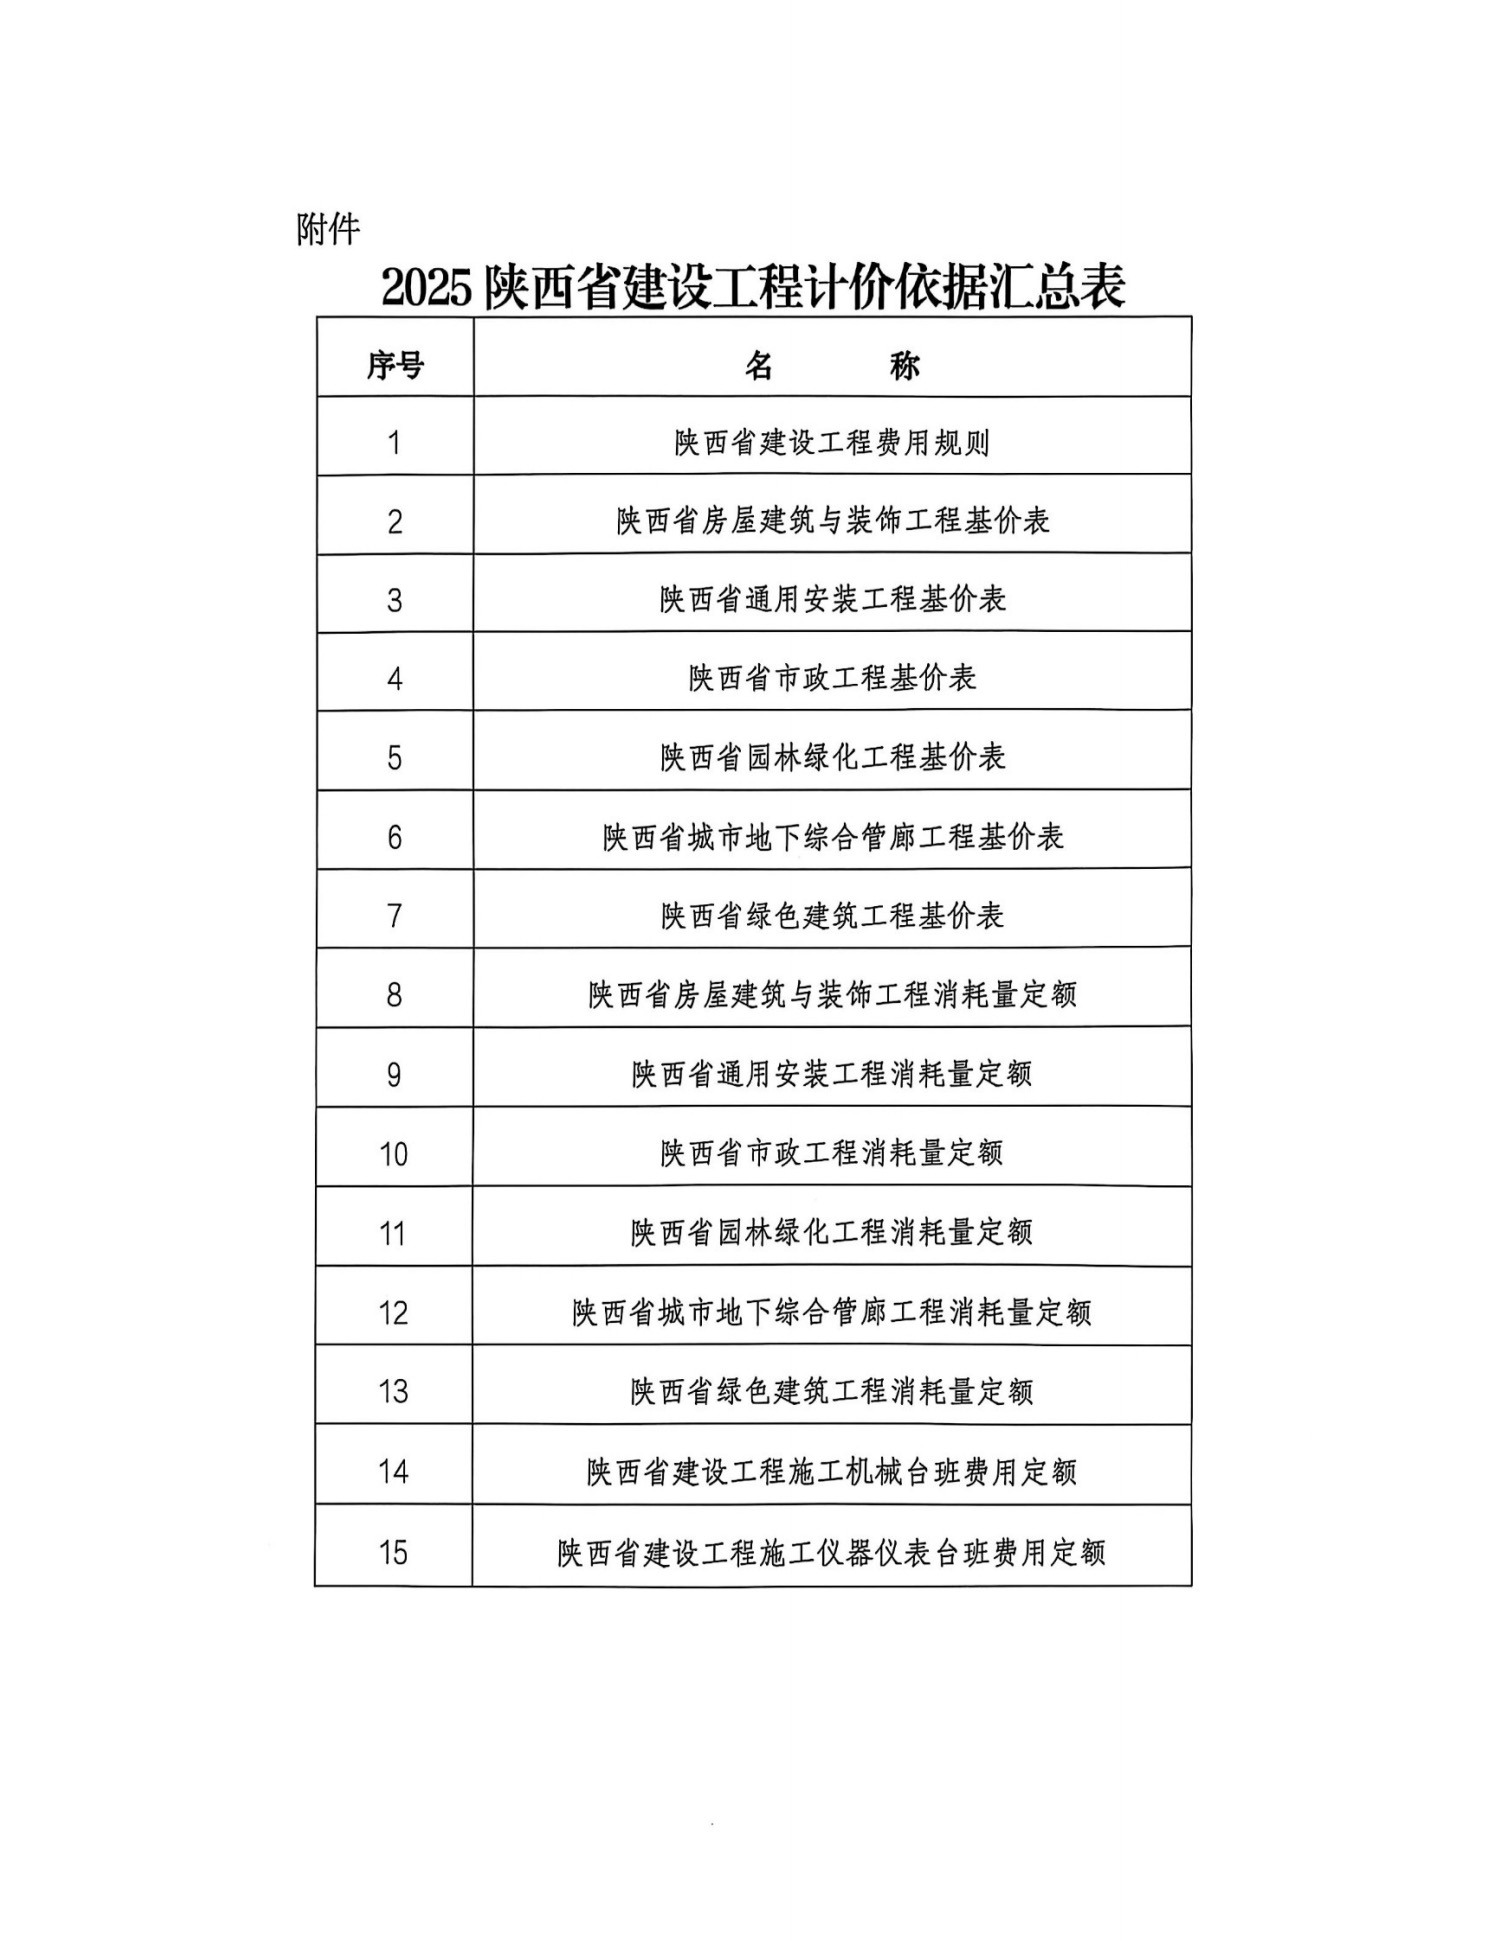 附件
2025 陕西省建设工程计价依据汇总表
序号 名 称
1 陕西省建设工程费用规则
2 陕西省房屋建筑与装饰工程基价表
3 陕西省通用安装工程基价表
4 陕西省市政工程基价表
5 陕西省园林绿化工程基价表
6 陕西省城市地下综合管廊工程基价表
7 陕西省绿色建筑工程基价表
8 陕西省房屋建筑与装饰工程消耗量定额
9 陕西省通用安装工程消耗量定额
10 陕西省市政工程消耗量定额
11 陕西省园林绿化工程消耗量定额
12 陕西省城市地下综合管廊工程消耗量定额
13 陕西省绿色建筑工程消耗量定额
14 陕西省建设工程施工机械台班费用定额
15 陕西省建设工程施工仪器仪表台班费用定额